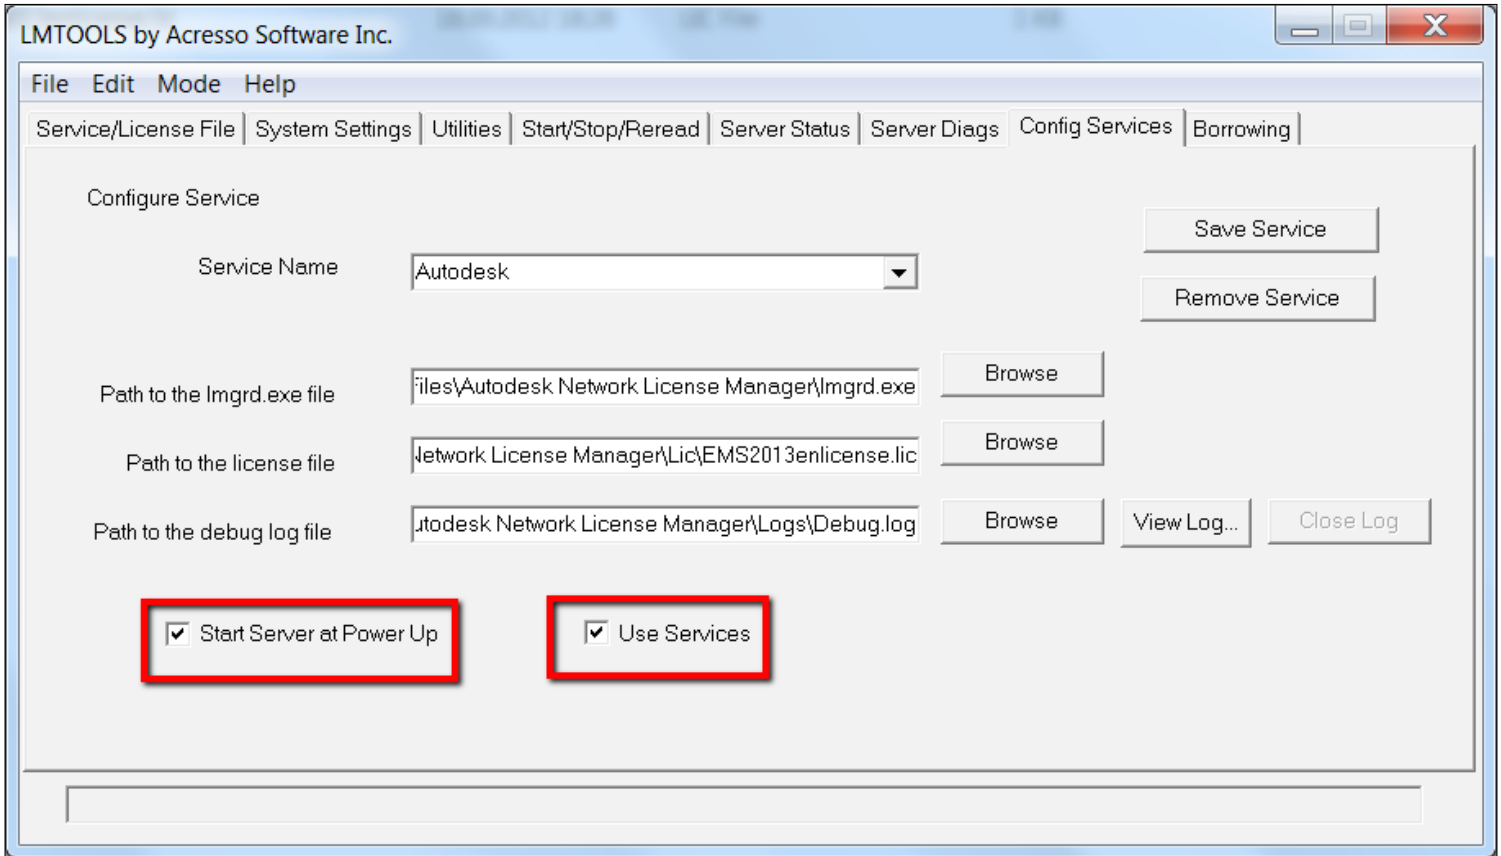 LMTOOLS by Acresso Software Inc.
File Edit Mode Help
Service/License File System Settings Utilities Start/Stop/Reread Server Status Server Diags Config Services Borrowing
Configure Service
Save Service
Service Name Autodesk
Remove Service
Path to the lmgrd.exe file Files\Autodesk Network License Manager\lmgrd.exe Browse
Path to the license file Network License Manager\Lic\EMS2013enlicense.lic Browse
Path to the debug log file utodesk Network License Manager\Logs\Debug.log Browse View Log... Close Log
Start Server at Power Up Use Services